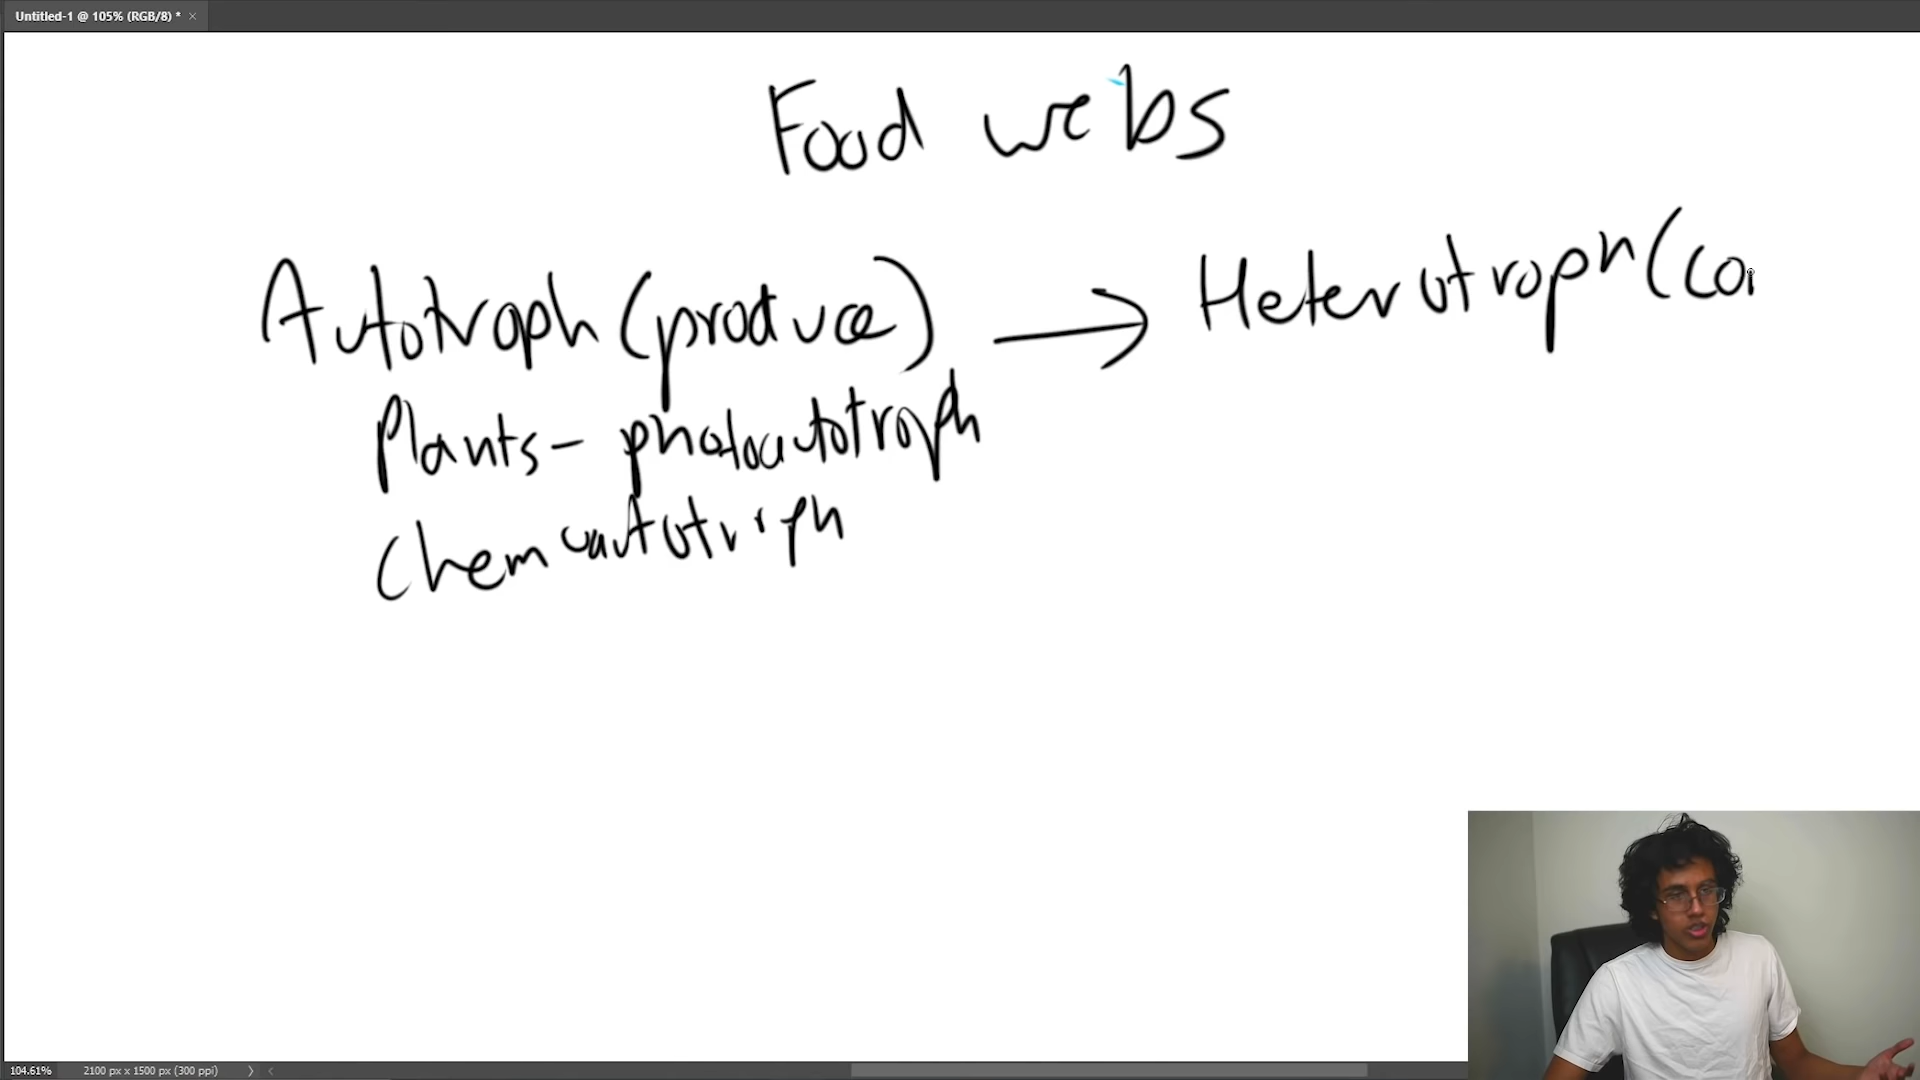 Untitled-1 @ 105% (RGB/8) * ×
Food webs
Autotroph (produce) → Heterotroph (con
Plants - photoautotroph
Chemoautotroph
104.61% 2100 px x 1500 px (300 ppi)